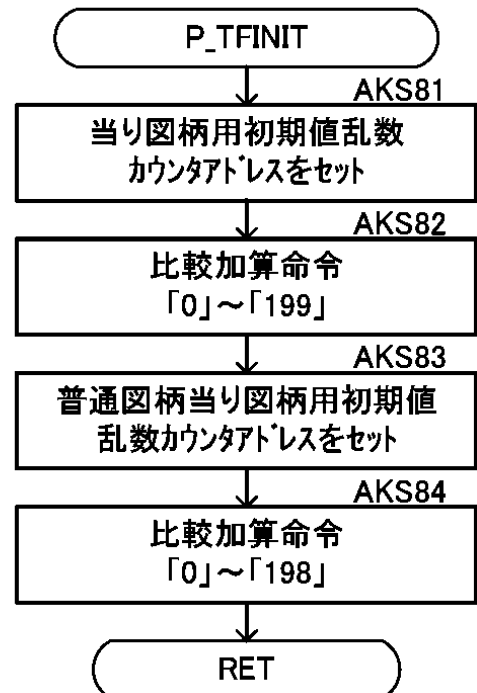 P_TFINIT
AKS81
当り図柄用初期値乱数
ｶｳﾝﾀｱﾄﾞﾚｽをセット
AKS82
比較加算命令
「0」～「199」
AKS83
普通図柄当り図柄用初期値
乱数ｶｳﾝﾀｱﾄﾞﾚｽをセット
AKS84
比較加算命令
「0」～「198」
RET